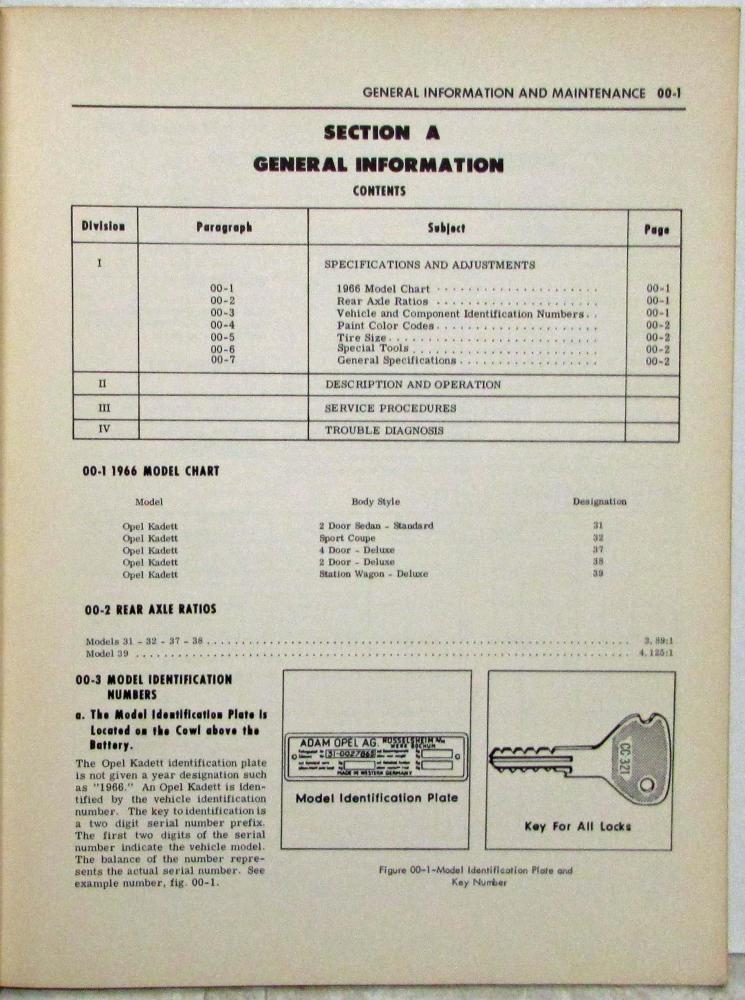 GENERAL INFORMATION AND MAINTENANCE 00-1
SECTION A
GENERAL INFORMATION
CONTENTS
Division Paragraph Subject Page
I SPECIFICATIONS AND ADJUSTMENTS
00-1 1966 Model Chart 00-1
00-2 Rear Axle Ratios 00-1
00-3 Vehicle and Component Identification Numbers 00-1
00-4 Paint Color Codes 00-2
00-5 Tire Size 00-2
00-6 Special Tools 00-2
00-7 General Specifications 00-2
II DESCRIPTION AND OPERATION
III SERVICE PROCEDURES
IV TROUBLE DIAGNOSIS
00-1 1966 MODEL CHART
Model Body Style Designation
Opel Kadett 2 Door Sedan - Standard 31
Opel Kadett Sport Coupe 32
Opel Kadett 4 Door - Deluxe 37
Opel Kadett 2 Door - Deluxe 38
Opel Kadett Station Wagon - Deluxe 39
00-2 REAR AXLE RATIOS
Models 31 - 32 - 37 - 38 3.89:1
Model 39 4.125:1
00-3 MODEL IDENTIFICATION
NUMBERS
a. The Model Identification Plate is
Located on the Cowl above the
Battery.
The Opel Kadett identification plate
is not given a year designation such
as "1966." An Opel Kadett is iden-
tified by the vehicle identification
number. The key to identification is
a two digit serial number prefix.
The first two digits of the serial
number indicate the vehicle model.
The balance of the number repre-
sents the actual serial number. See
example number, fig. 00-1.
ADAM OPEL AG. RÜSSELSHEIM
WERK BOCHUM
31-0027865
MADE IN WESTERN GERMANY
Model Identification Plate
CC 321
Key For All Locks
Figure 00-1-Model Identification Plate and
Key Number